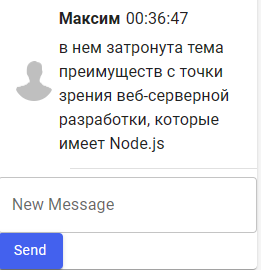 Максим 00:36:47
в нем затронута тема
преимуществ с точки
зрения веб-серверной
разработки, которые
имеет Node.js
New Message
Send